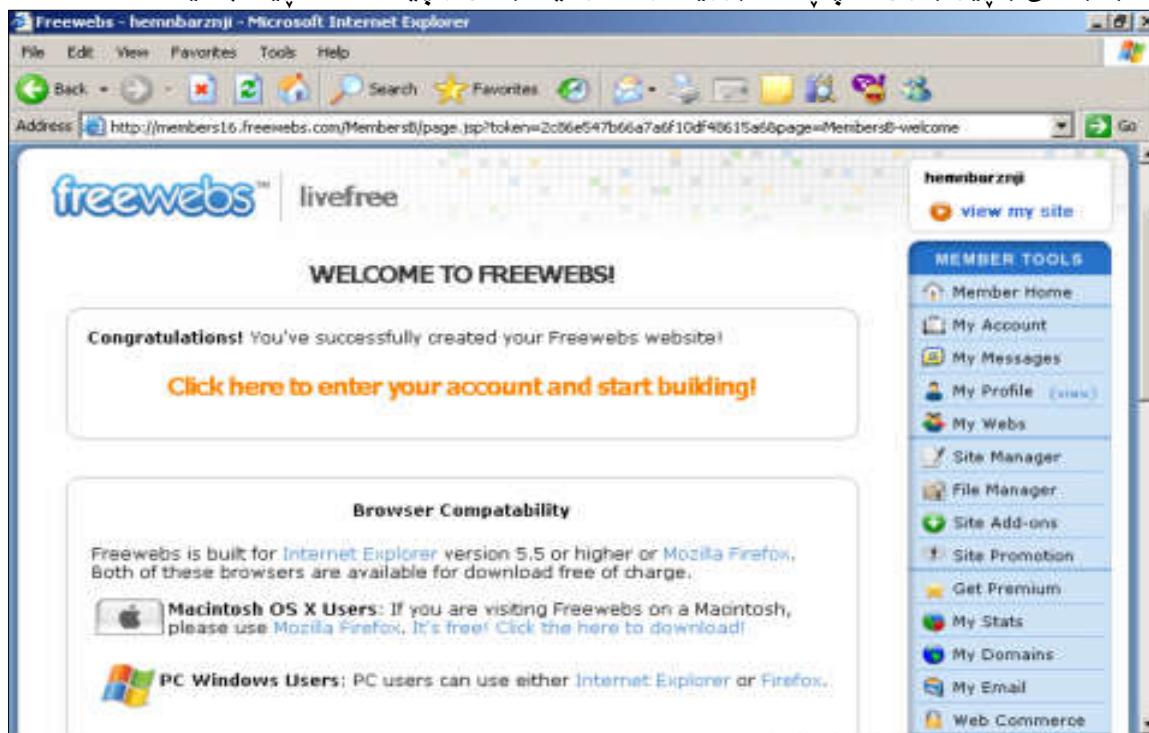 Freewebs - hemnbarznji - Microsoft Internet Explorer
File Edit View Favorites Tools Help
Back Search Favorites
Address http://members16.freewebs.com/MembersB/page.jsp?token=2c86e547b66a7a6f10df48615a68page=MembersB-welcome Go
freewebs™ livefree
hemnbarznji
view my site
WELCOME TO FREEWEBS!
Congratulations! You've successfully created your Freewebs website!
Click here to enter your account and start building!
MEMBER TOOLS
Member Home
My Account
My Messages
My Profile (view)
My Webs
Site Manager
File Manager
Site Add-ons
Site Promotion
Get Premium
My Stats
My Domains
My Email
Web Commerce
Browser Compatability
Freewebs is built for Internet Explorer version 5.5 or higher or Mozilla Firefox.
Both of these browsers are available for download free of charge.
Macintosh OS X Users: If you are visiting Freewebs on a Macintosh,
please use Mozilla Firefox. It's free! Click the here to download!
PC Windows Users: PC users can use either Internet Explorer or Firefox.